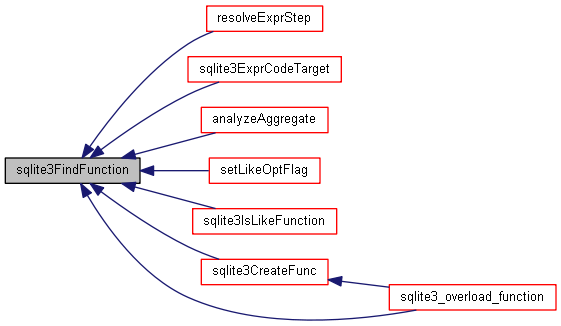 resolveExprStep
sqlite3ExprCodeTarget
analyzeAggregate
sqlite3FindFunction
setLikeOptFlag
sqlite3IsLikeFunction
sqlite3CreateFunc
sqlite3_overload_function